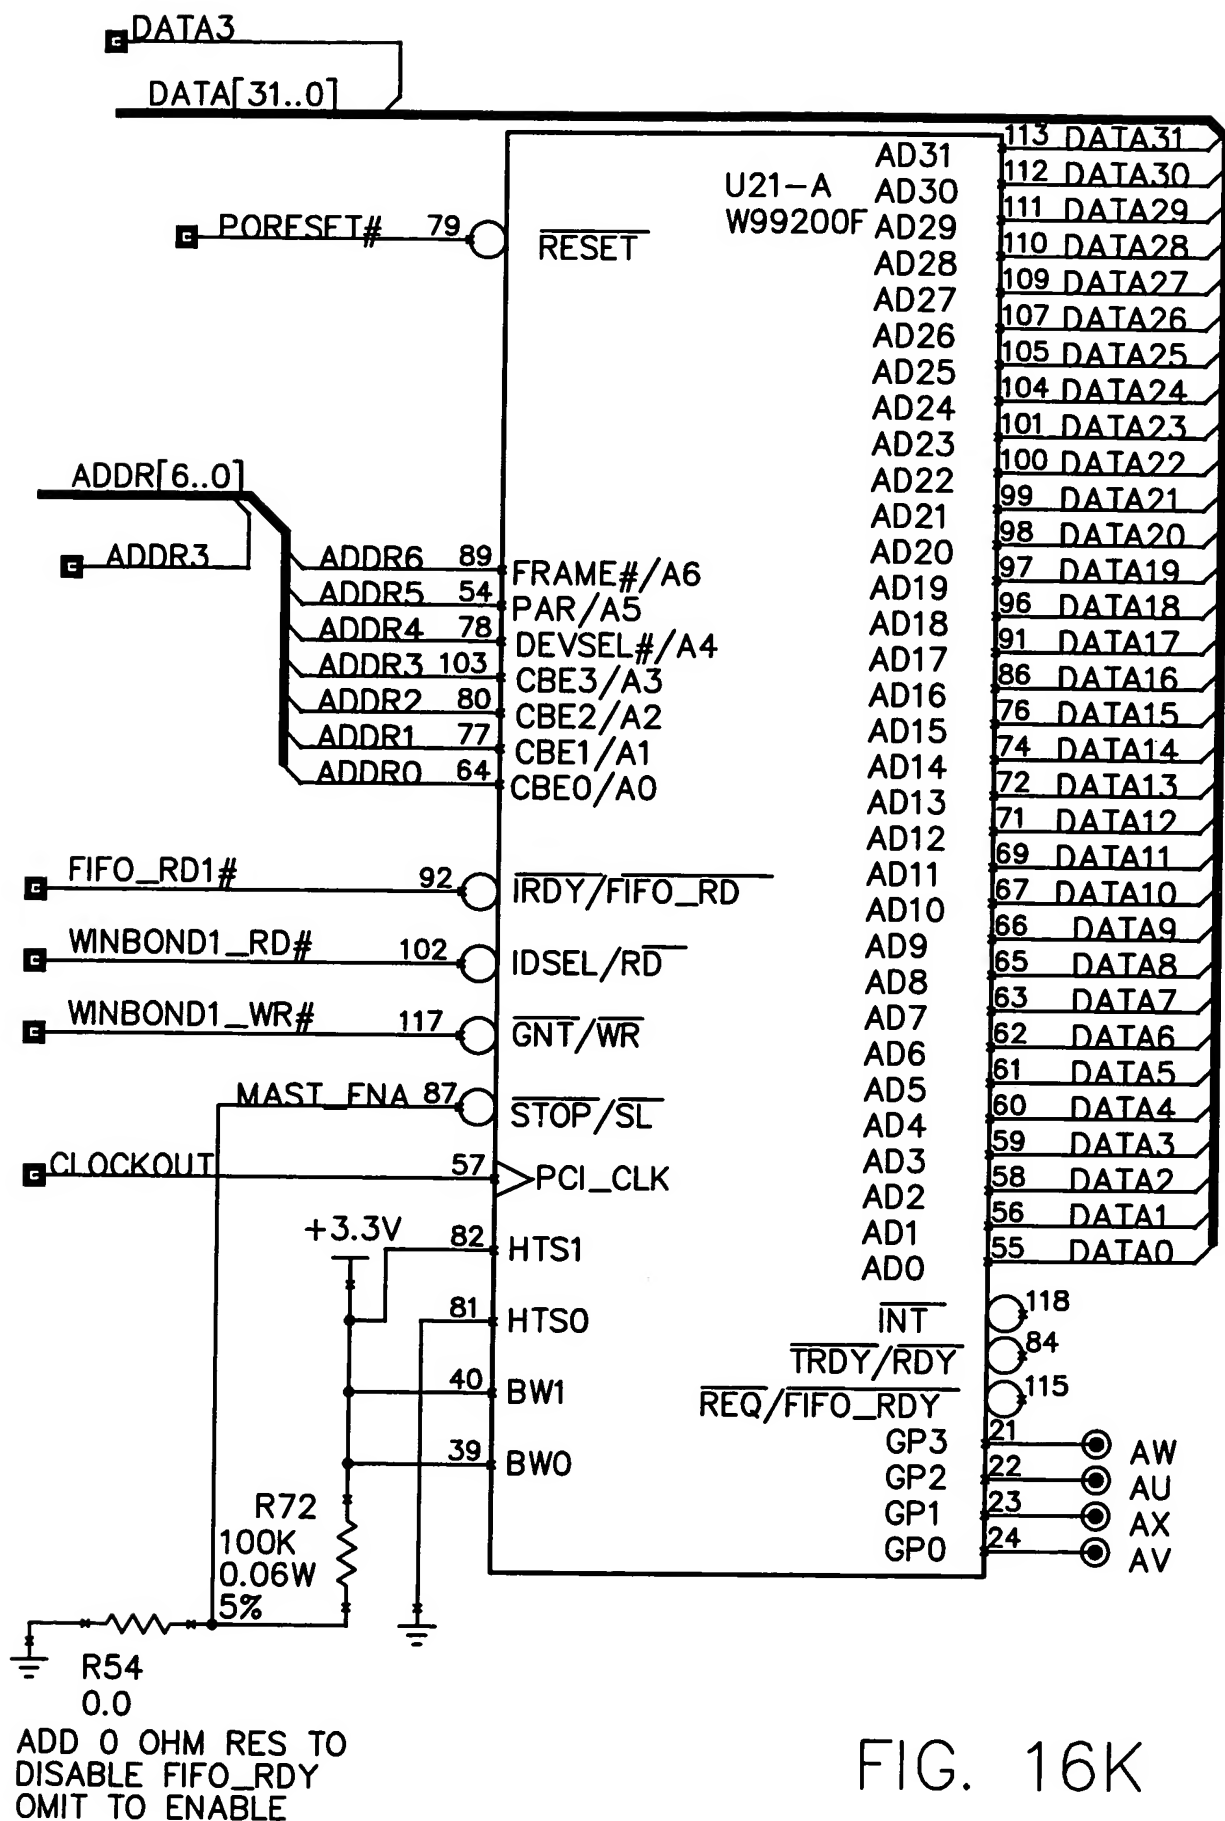 DATA3
DATA[31..0]
U21-A
W99200F
PORESET# 79 RESET
ADDR[6..0]
ADDR3
ADDR6 89 FRAME#/A6
ADDR5 54 PAR/A5
ADDR4 78 DEVSEL#/A4
ADDR3 103 CBE3/A3
ADDR2 80 CBE2/A2
ADDR1 77 CBE1/A1
ADDR0 64 CBE0/A0
FIFO_RD1# 92 IRDY/FIFO_RD
WINBOND1_RD# 102 IDSEL/RD
WINBOND1_WR# 117 GNT/WR
MAST_ENA 87 STOP/SL
CLOCKOUT 57 PCI_CLK
+3.3V
82 HTS1
81 HTS0
40 BW1
39 BW0
R72
100K
0.06W
5%
R54
0.0
ADD 0 OHM RES TO
DISABLE FIFO_RDY
OMIT TO ENABLE
AD31 113 DATA31
AD30 112 DATA30
AD29 111 DATA29
AD28 110 DATA28
AD27 109 DATA27
AD26 107 DATA26
AD25 105 DATA25
AD24 104 DATA24
AD23 101 DATA23
AD22 100 DATA22
AD21 99 DATA21
AD20 98 DATA20
AD19 97 DATA19
AD18 96 DATA18
AD17 91 DATA17
AD16 86 DATA16
AD15 76 DATA15
AD14 74 DATA14
AD13 72 DATA13
AD12 71 DATA12
AD11 69 DATA11
AD10 67 DATA10
AD9 66 DATA9
AD8 65 DATA8
AD7 63 DATA7
AD6 62 DATA6
AD5 61 DATA5
AD4 60 DATA4
AD3 59 DATA3
AD2 58 DATA2
AD1 56 DATA1
AD0 55 DATA0
INT 118
TRDY/RDY 84
REQ/FIFO_RDY 115
GP3 21 AW
GP2 22 AU
GP1 23 AX
GP0 24 AV
FIG. 16K